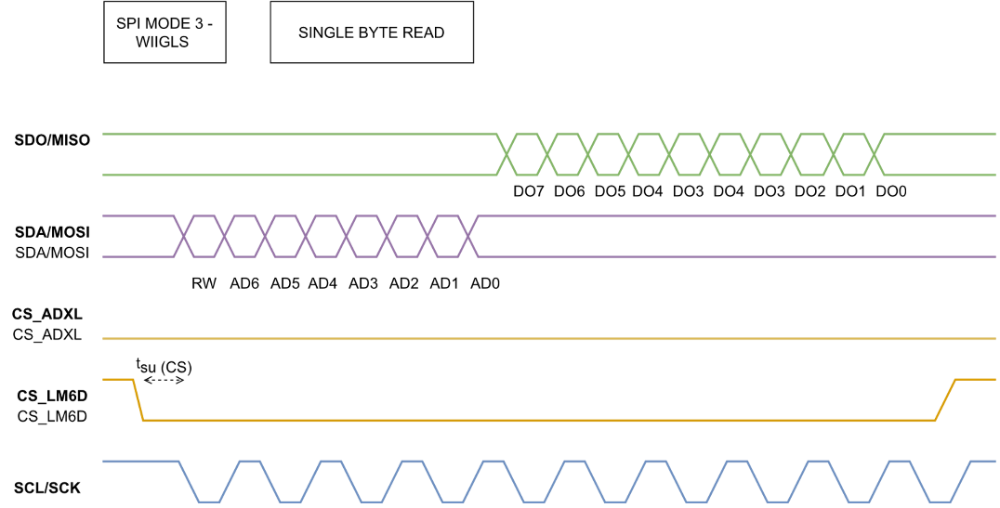 SPI MODE 3 -
WIIGLS
SINGLE BYTE READ
SDO/MISO
DO7 DO6 DO5 DO4 DO3 DO4 DO3 DO2 DO1 DO0
SDA/MOSI
SDA/MOSI
RW AD6 AD5 AD4 AD3 AD2 AD1 AD0
CS_ADXL
CS_ADXL
tsu (CS)
CS_LM6D
CS_LM6D
SCL/SCK